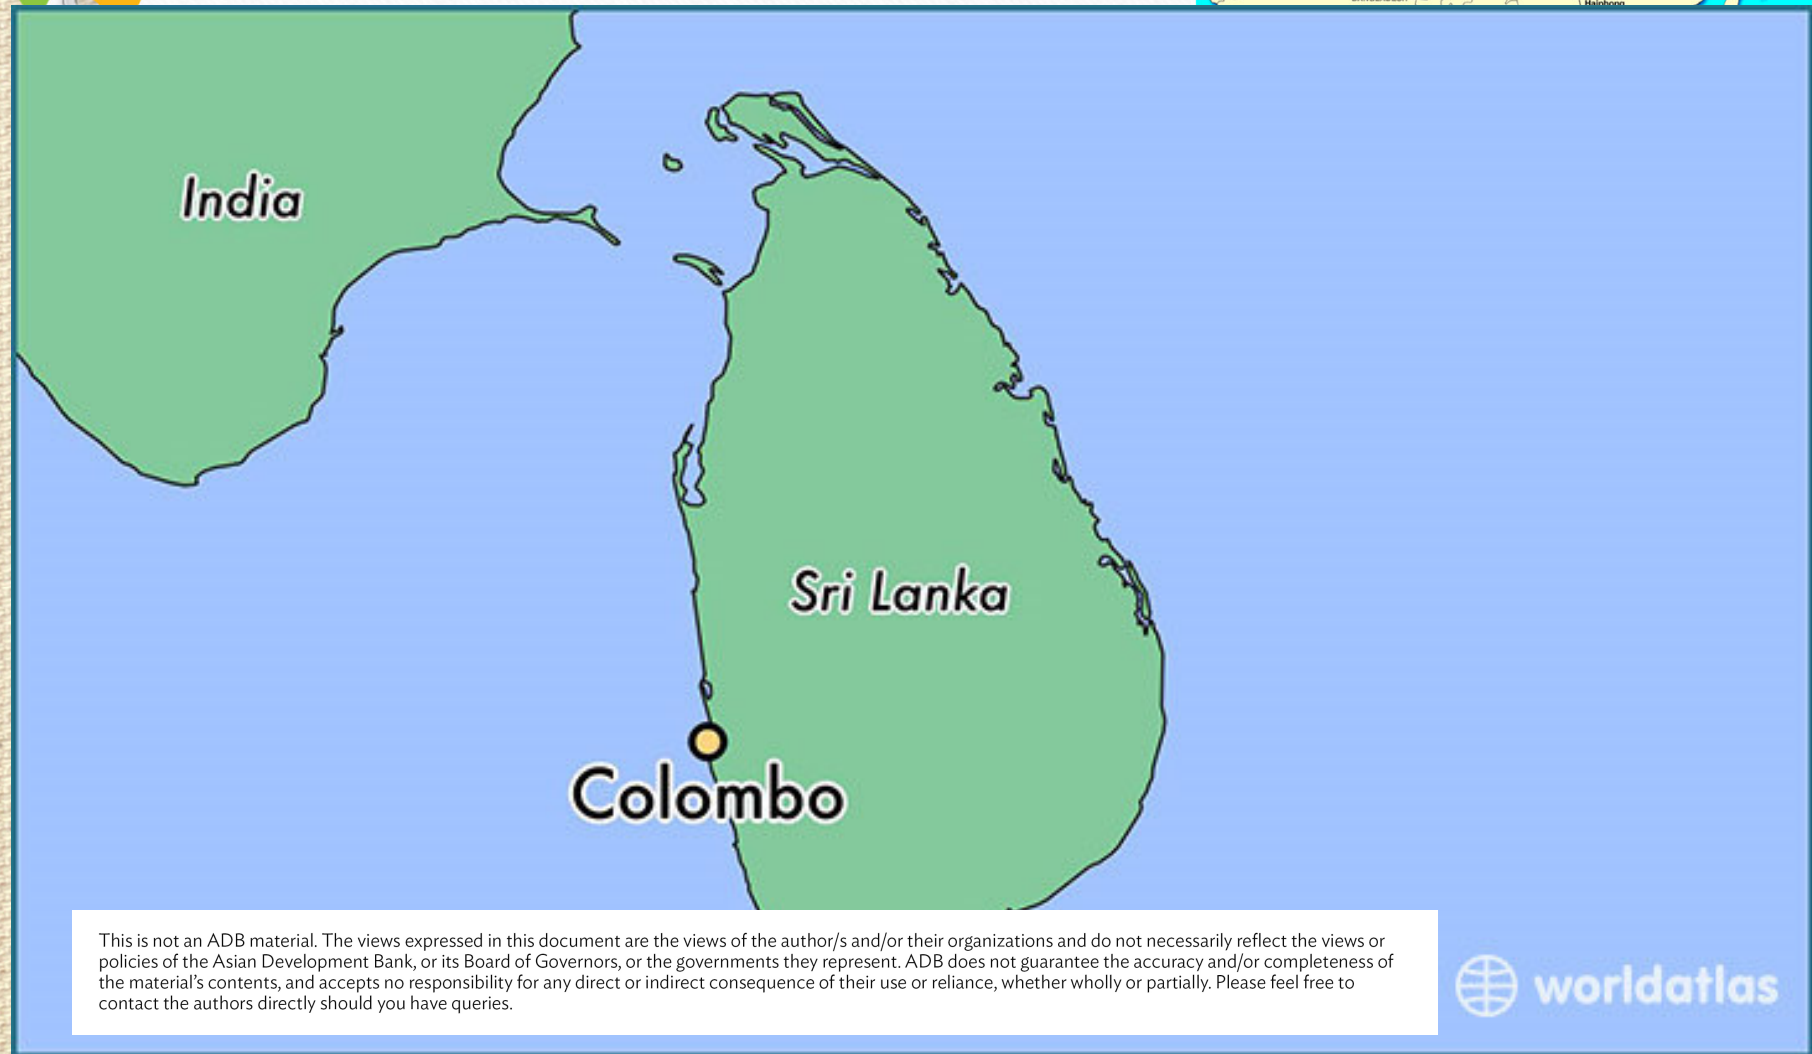 Haiphong
India
Sri Lanka
Colombo
This is not an ADB material. The views expressed in this document are the views of the author/s and/or their organizations and do not necessarily reflect the views or
policies of the Asian Development Bank, or its Board of Governors, or the governments they represent. ADB does not guarantee the accuracy and/or completeness of
the material's contents, and accepts no responsibility for any direct or indirect consequence of their use or reliance, whether wholly or partially. Please feel free to
contact the authors directly should you have queries.
worldatlas